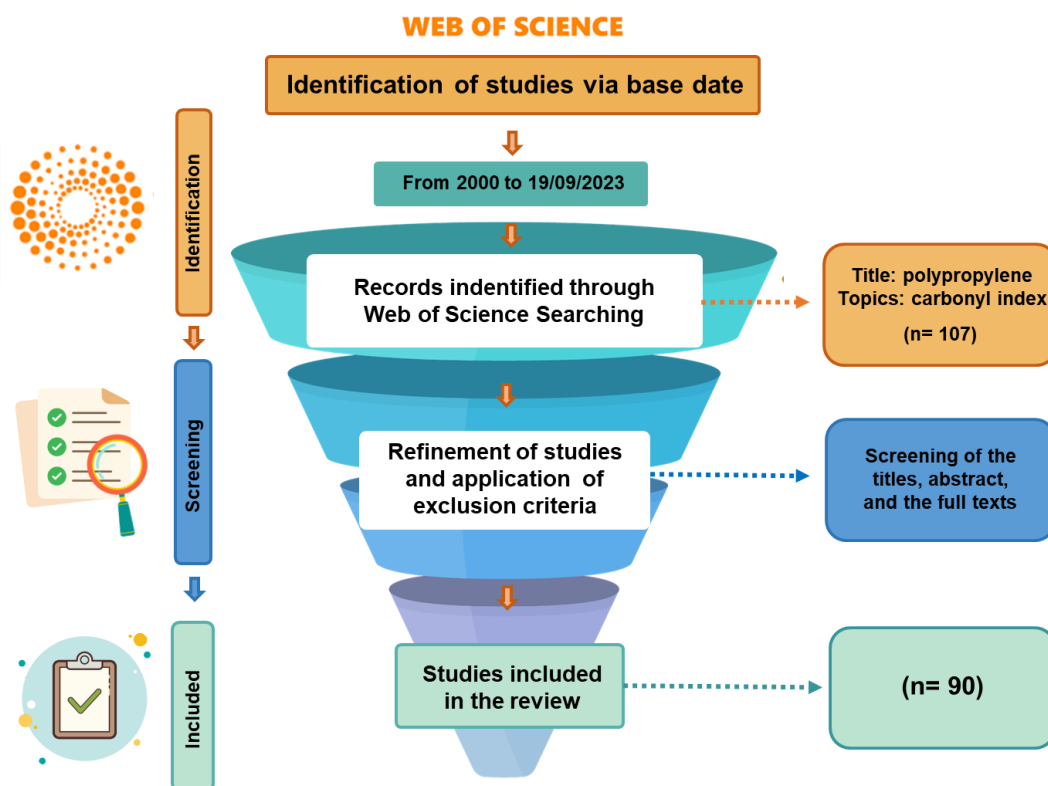 WEB OF SCIENCE
Identification of studies via base date
From 2000 to 19/09/2023
Identification
Records indentified through
Web of Science Searching
Title: polypropylene
Topics: carbonyl index
(n= 107)
Screening
Refinement of studies
and application of
exclusion criteria
Screening of the
titles, abstract,
and the full texts
Included
Studies included
in the review
(n= 90)